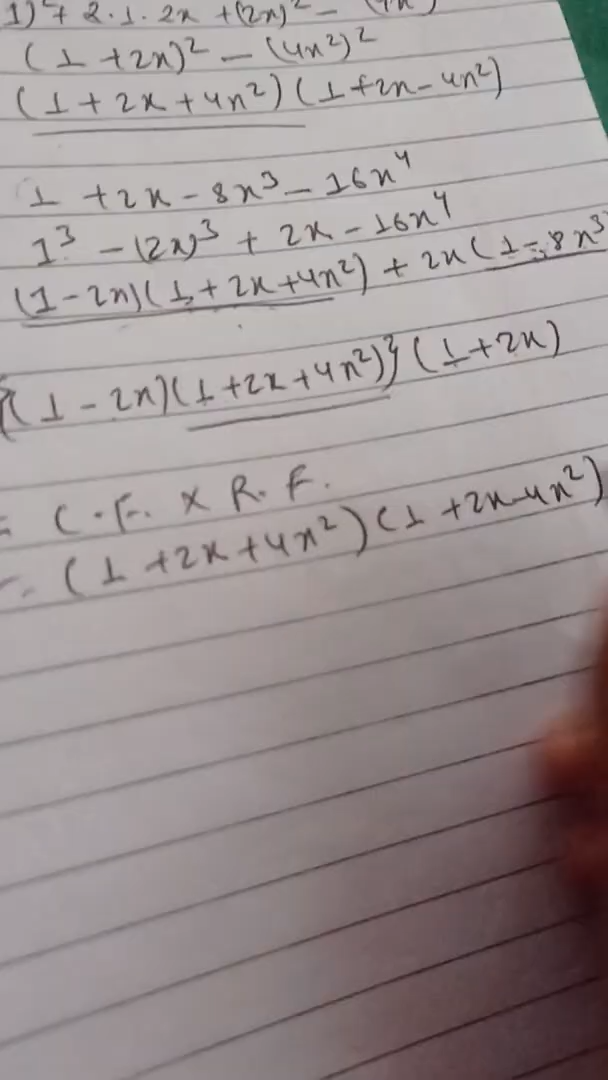 1)² + 2.1.2x + (2x)² -
(1 + 2x)² - (4x²)²
(1 + 2x + 4x²)(1 + 2x - 4x²)
1 + 2x - 8x³ - 16x⁴
1³ - (2x)³ + 2x - 16x⁴
(1 - 2x)(1 + 2x + 4x²) + 2x(1 - 8x³
{(1 - 2x)(1 + 2x + 4x²)}(1 + 2x)
= C.F. × R.F.
= (1 + 2x + 4x²)(1 + 2x - 4x²)